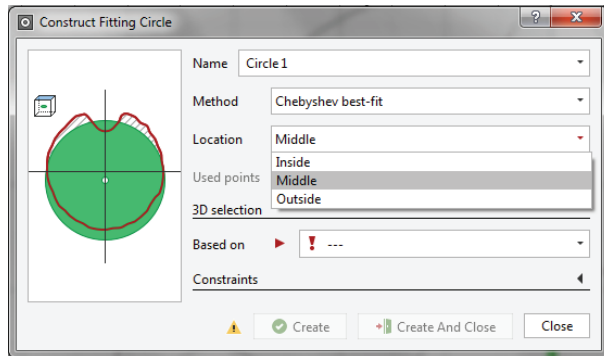 Construct Fitting Circle
?
Name Circle 1
Method Chebyshev best-fit
Location Middle
Inside
Used points Middle
Outside
3D selection
Based on ! ---
Constraints
Create Create And Close Close